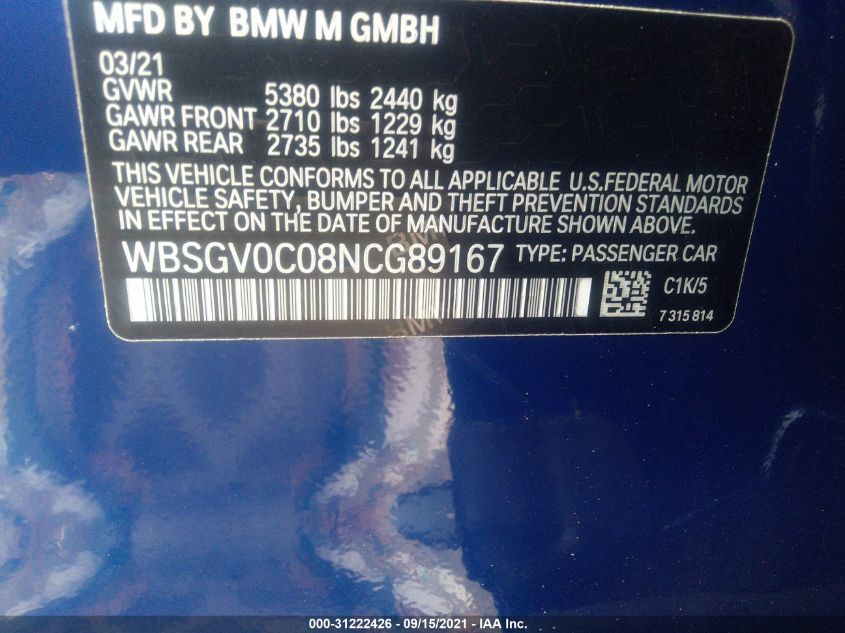 MFD BY BMW M GMBH
03/21
GVWR 5380 lbs 2440 kg
GAWR FRONT 2710 lbs 1229 kg
GAWR REAR 2735 lbs 1241 kg
THIS VEHICLE CONFORMS TO ALL APPLICABLE U.S.FEDERAL MOTOR
VEHICLE SAFETY, BUMPER AND THEFT PREVENTION STANDARDS
IN EFFECT ON THE DATE OF MANUFACTURE SHOWN ABOVE.
WBSGV0C08NCG89167 TYPE: PASSENGER CAR
C1K/5
7 315 814
000-31222426 - 09/15/2021 - IAA Inc.